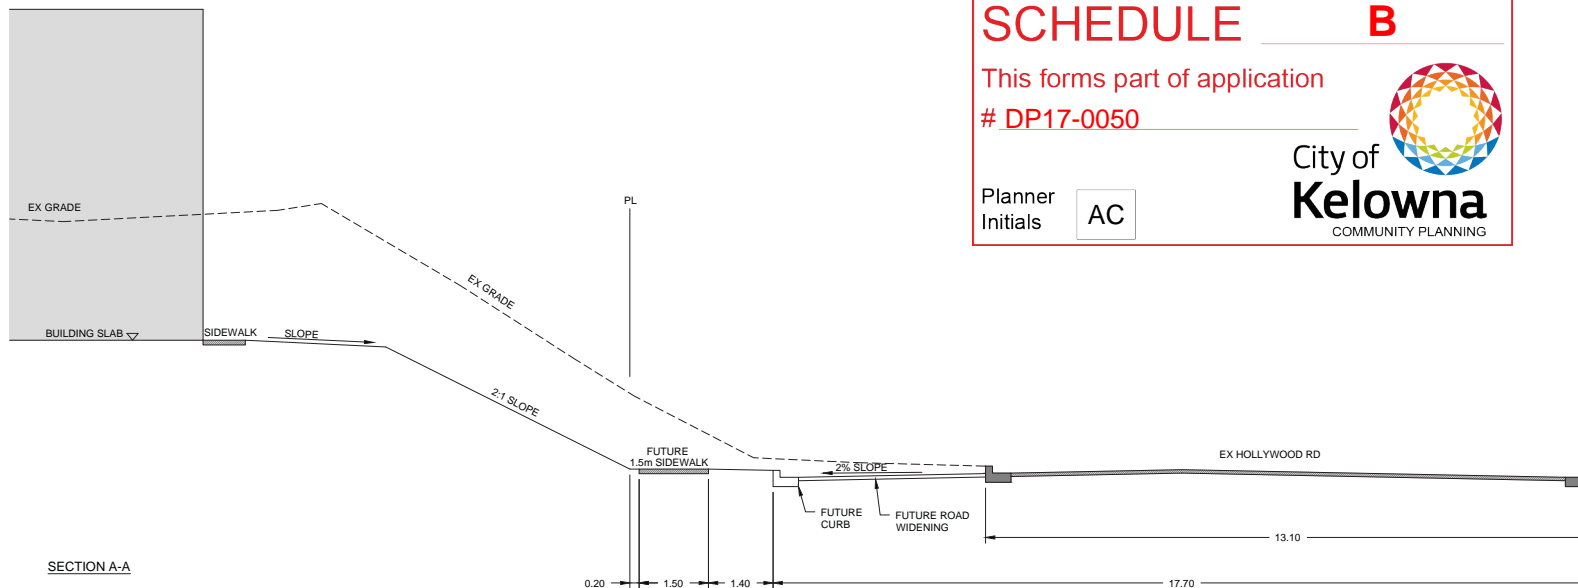 SCHEDULE B
This forms part of application
# DP17-0050
City of
Kelowna
COMMUNITY PLANNING
Planner
Initials
AC
PL
EX GRADE
EX GRADE
BUILDING SLAB
SIDEWALK
SLOPE
2:1 SLOPE
FUTURE
1.5m SIDEWALK
2% SLOPE
EX HOLLYWOOD RD
FUTURE
CURB
FUTURE ROAD
WIDENING
13.10
SECTION A-A
0.20
1.50
1.40
17.70